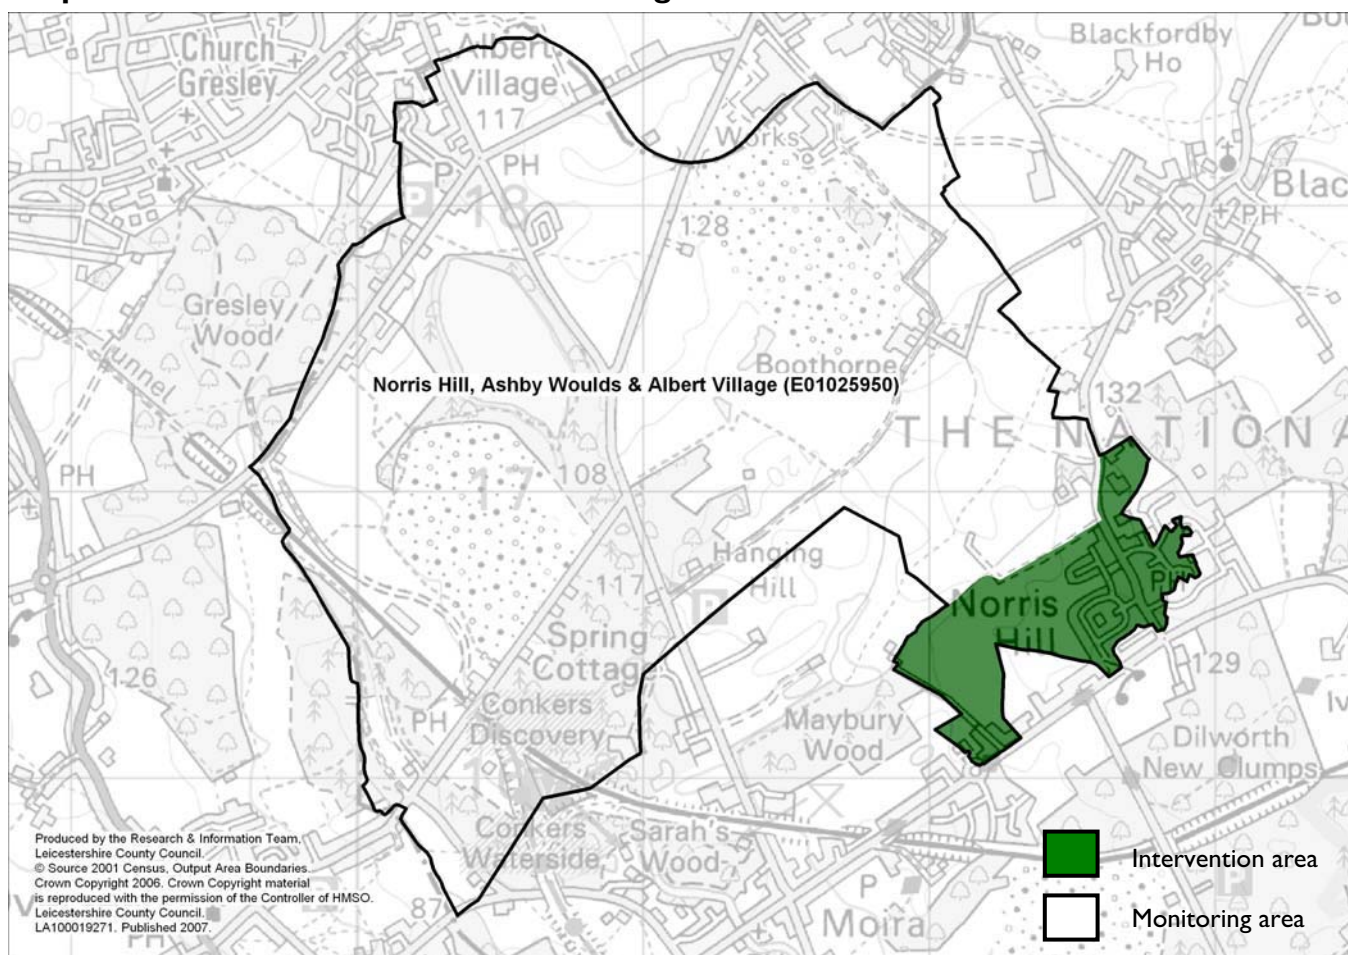 Church
Gresley
Albert
Village
117
PH
P
P
18
Works
128
Blackfordby
Ho
Blac
PH
P
Gresley
Wood
Tunnel
Boothorpe
Norris Hill, Ashby Woulds & Albert Village (E01025950)
132
THE NATIONA
PH
17
108
Hanging
Hill
117
P
Norris
Hill
Spring
Cottage
126
129
PH
Conkers
Discovery
Maybury
Wood
Dilworth
New Clumps
Conkers
Waterside
Sarah's
Wood
87
P
Moira
P
PH
Produced by the Research & Information Team,
Leicestershire County Council.
© Source 2001 Census, Output Area Boundaries.
Crown Copyright 2006. Crown Copyright material
is reproduced with the permission of the Controller of HMSO.
Leicestershire County Council.
LA100019271. Published 2007.
Intervention area
Monitoring area